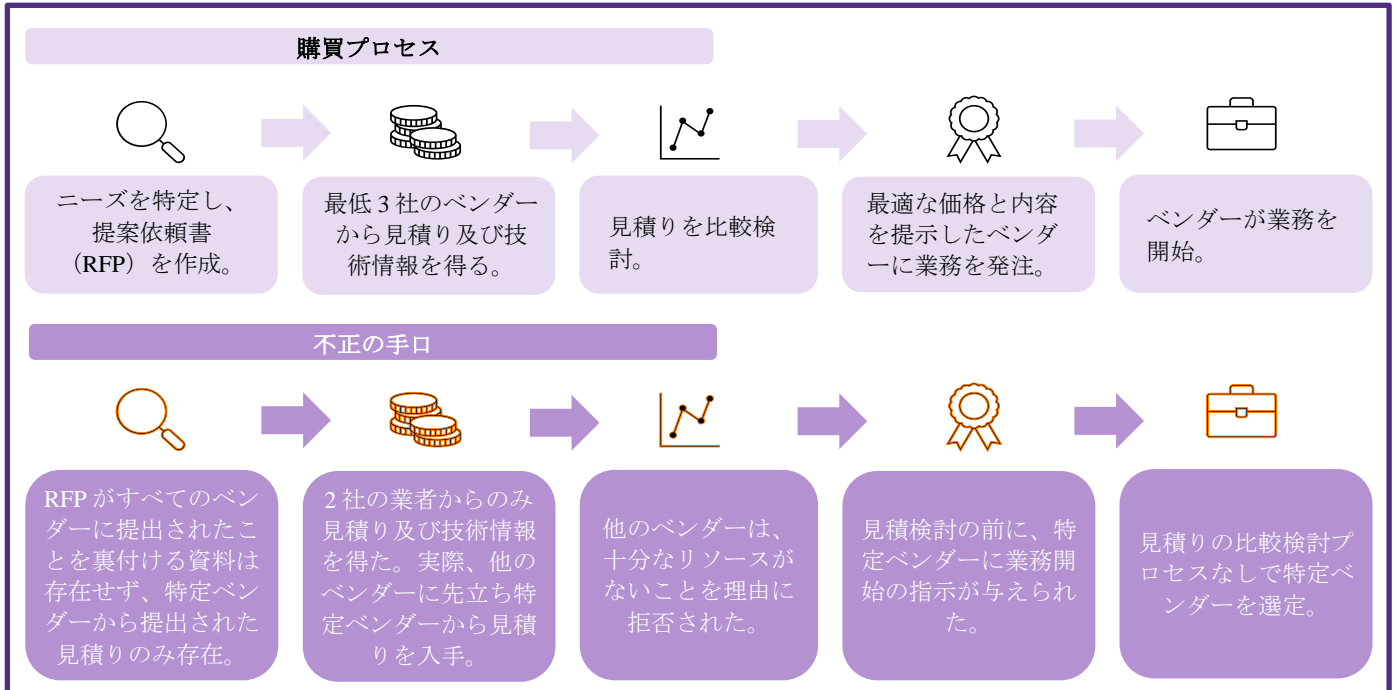 購買プロセス
ニーズを特定し、
提案依頼書
（RFP）を作成。
最低 3 社のベンダー
から見積り及び技
術情報を得る。
見積りを比較検
討。
最適な価格と内容
を提示したベンダ
ーに業務を発注。
ベンダーが業務を
開始。
不正の手口
RFP がすべてのベン
ダーに提出されたこ
とを裏付ける資料は
存在せず、特定ベン
ダーから提出された
見積りのみ存在。
2 社の業者からのみ
見積り及び技術情報
を得た。実際、他の
ベンダーに先立ち特
定ベンダーから見積
りを入手。
他のベンダーは、
十分なリソースが
ないことを理由に
拒否された。
見積検討の前に、特
定ベンダーに業務開
始の指示が与えられ
た。
見積りの比較検討プ
ロセスなしで特定ベ
ンダーを選定。